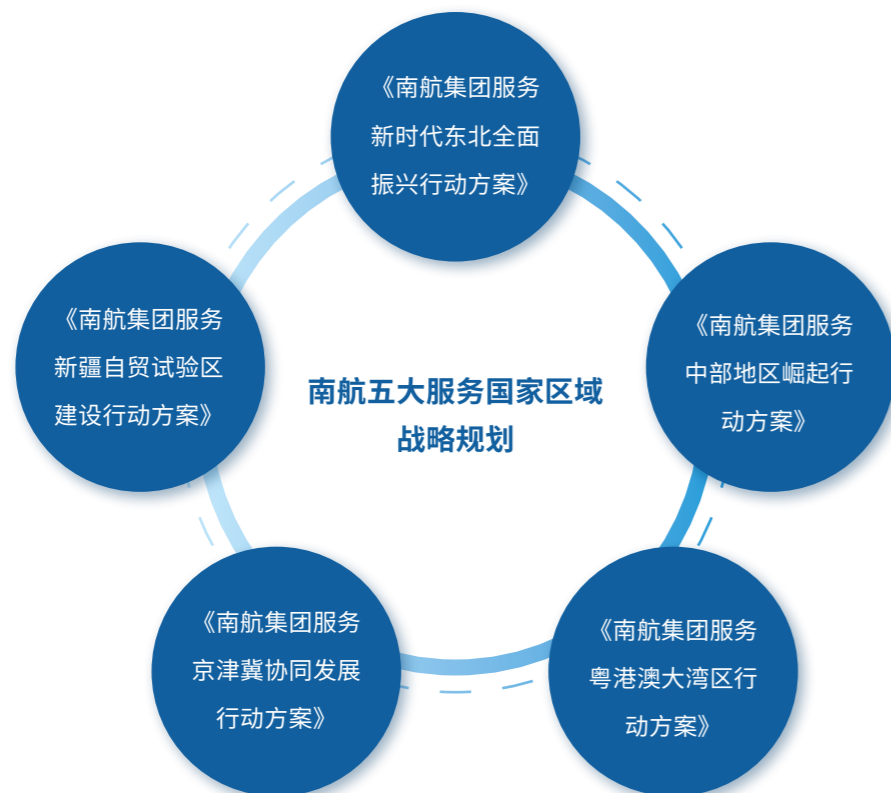 《南航集团服务
新时代东北全面
振兴行动方案》
《南航集团服务
新疆自贸试验区
建设行动方案》
南航五大服务国家区域
战略规划
《南航集团服务
中部地区崛起行
动方案》
《南航集团服务
京津冀协同发展
行动方案》
《南航集团服务
粤港澳大湾区行
动方案》